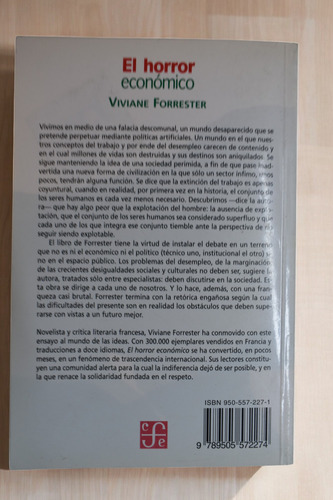 El horror
económico
VIVIANE FORRESTER
Vivimos en medio de una falacia descomunal, un mundo desaparecido que se
pretende perpetuar mediante políticas artificiales. Un mundo en el que nues-
tros conceptos del trabajo y por ende del desempleo carecen de contenido y
en el cual millones de vidas son destruidas y sus destinos son aniquilados. Se
sigue manteniendo la idea de una sociedad perimida, a fin de que pase inad-
vertida una nueva forma de civilización en la que sólo un sector ínfimo, unos
pocos, tendrán alguna función. Se dice que la extinción del trabajo es apenas
coyuntural, cuando en realidad, por primera vez en la historia, el conjunto de
los seres humanos es cada vez menos necesario. Descubrimos —dice la auto-
ra— que hay algo peor que la explotación del hombre: la ausencia de explo-
tación, que el conjunto de los seres humanos sea considerado superfluo y que
cada uno de los que integra ese conjunto tiemble ante la perspectiva de no
seguir siendo explotable.
El libro de Forrester tiene la virtud de instalar el debate en un terreno
que no es ni el económico ni el político (técnico uno, institucional el otro) si-
no en el espacio público. Los problemas del desempleo, de la marginación,
de las crecientes desigualdades sociales y culturales no deben ser, sugiere la
autora, tratados sólo entre especialistas: deben discutirse en la sociedad. Es-
ta obra se dirige a cada uno de nosotros. Y lo hace, además, con una fran-
queza casi brutal. Forrester termina con la retórica engañosa según la cual
las dificultades del presente son en realidad los obstáculos que deben supe-
rarse con vistas a un futuro mejor.
Novelista y crítica literaria francesa, Viviane Forrester ha conmovido con este
ensayo al mundo de las ideas. Con 300.000 ejemplares vendidos en Francia y
traducciones a doce idiomas, El horror económico se ha convertido, en pocos
meses, en un fenómeno de trascendencia internacional. Sus lectores constitu-
yen una comunidad alerta para la cual la indiferencia dejó de ser posible, y en
la que renace la solidaridad fundada en el respeto.
cfe
ISBN 950-557-227-1
9 789505 572274